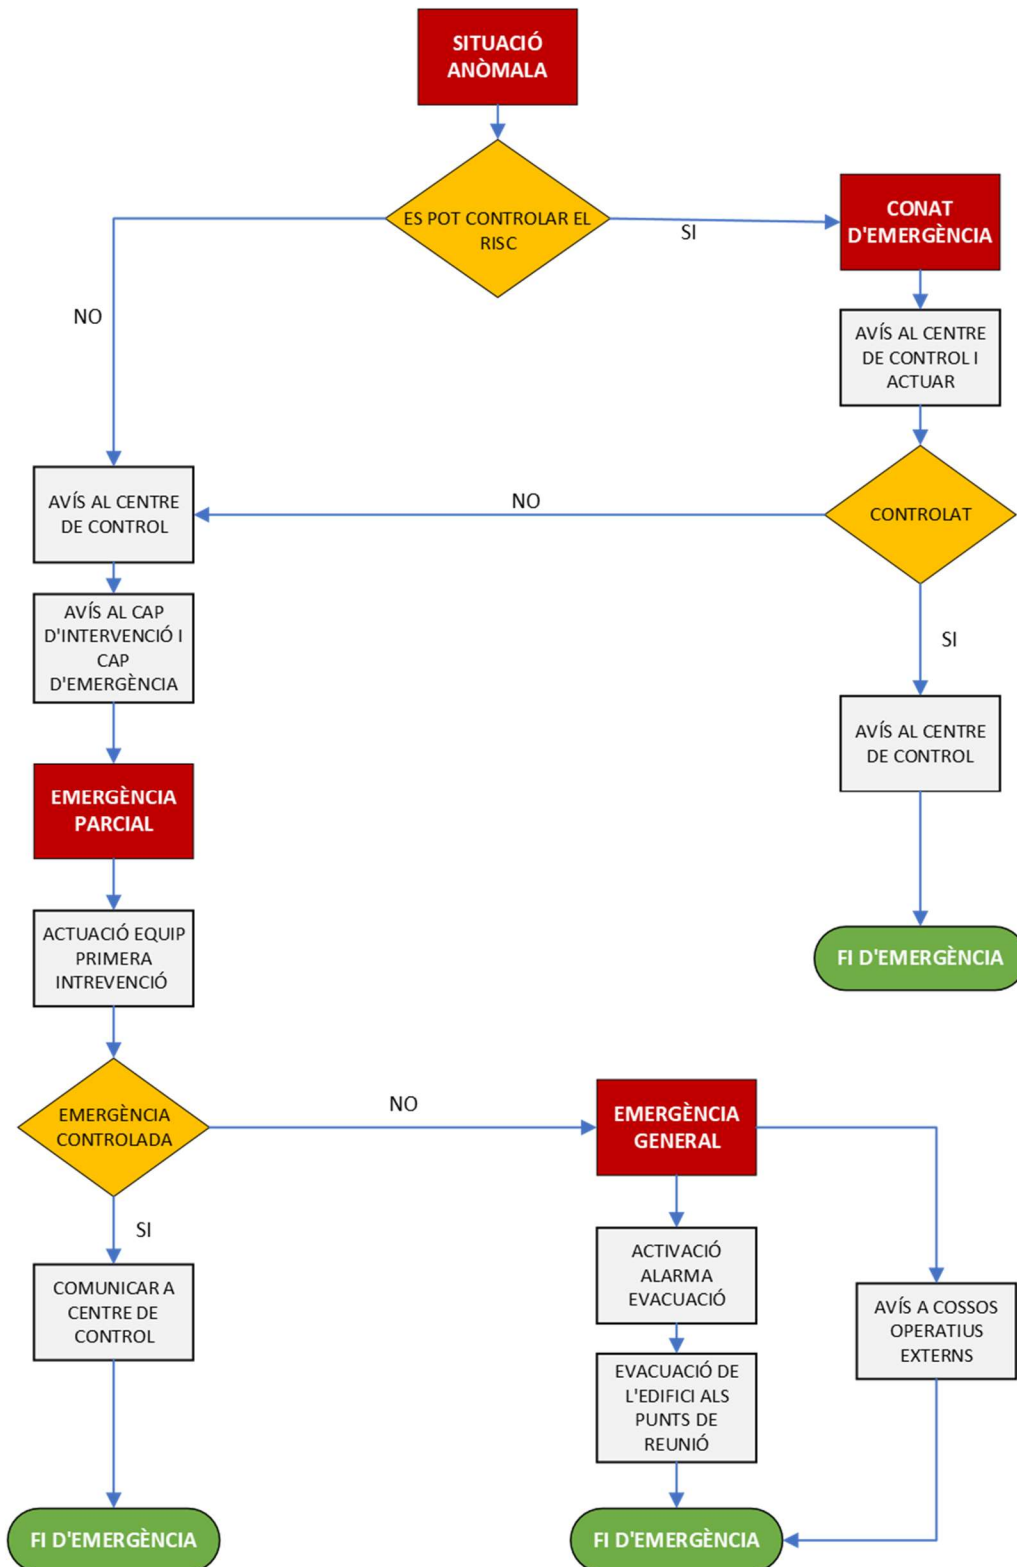 SITUACIÓ
ANÒMALA
ES POT CONTROLAR EL
RISC
SI
CONAT
D'EMERGÈNCIA
NO
AVÍS AL CENTRE
DE CONTROL I
ACTUAR
AVÍS AL CENTRE
DE CONTROL
NO
CONTROLAT
AVÍS AL CAP
D'INTERVENCIÓ I
CAP
D'EMERGÈNCIA
SI
AVÍS AL CENTRE
DE CONTROL
EMERGÈNCIA
PARCIAL
ACTUACIÓ EQUIP
PRIMERA
INTREVENCIÓ
FI D'EMERGÈNCIA
EMERGÈNCIA
CONTROLADA
NO
EMERGÈNCIA
GENERAL
SI
COMUNICAR A
CENTRE DE
CONTROL
ACTIVACIÓ
ALARMA
EVACUACIÓ
AVÍS A COSSOS
OPERATIUS
EXTERNS
EVACUACIÓ DE
L'EDIFICI ALS
PUNTS DE
REUNIÓ
FI D'EMERGÈNCIA
FI D'EMERGÈNCIA